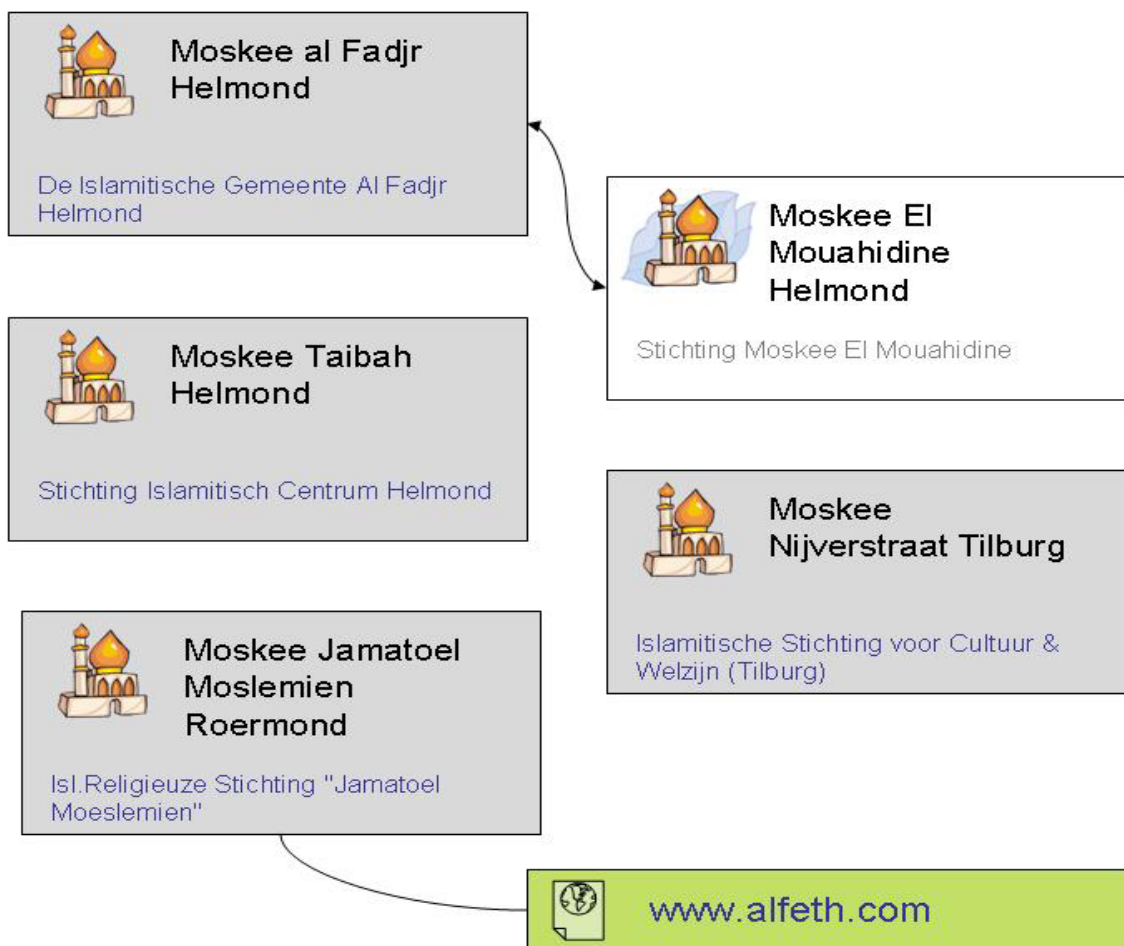 Moskee al Fadjr
Helmond
De Islamitische Gemeente Al Fadjr
Helmond
Moskee El
Mouahidine
Helmond
Stichting Moskee El Mouahidine
Moskee Taibah
Helmond
Stichting Islamitisch Centrum Helmond
Moskee
Nijverstraat Tilburg
Islamitische Stichting voor Cultuur &
Welzijn (Tilburg)
Moskee Jamatoel
Moslemien
Roermond
Isl.Religieuze Stichting "Jamatoel
Moeslemien"
www.alfeth.com